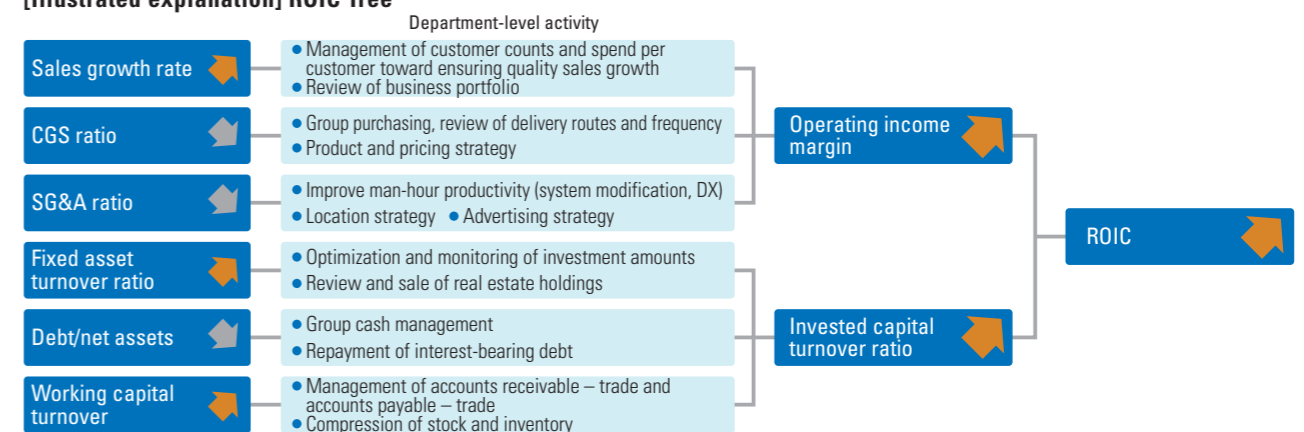 [Illustrated explanation] ROIC Tree
Department-level activity
Sales growth rate
● Management of customer counts and spend per
customer toward ensuring quality sales growth
● Review of business portfolio
CGS ratio
● Group purchasing, review of delivery routes and frequency
● Product and pricing strategy
SG&A ratio
● Improve man-hour productivity (system modification, DX)
● Location strategy ● Advertising strategy
Fixed asset
turnover ratio
● Optimization and monitoring of investment amounts
● Review and sale of real estate holdings
Debt/net assets
● Group cash management
● Repayment of interest-bearing debt
Working capital
turnover
● Management of accounts receivable – trade and
accounts payable – trade
● Compression of stock and inventory
Operating income
margin
Invested capital
turnover ratio
ROIC